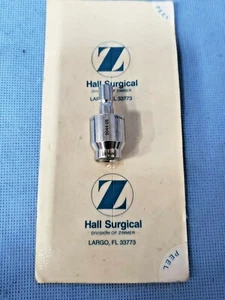 PEEL
Z
Hall Surgical
DIVISION OF ZIMMER
LARGO, FL 33773
Z
Hall Surgical
DIVISION OF ZIMMER
LARGO, FL 33773
PEEL